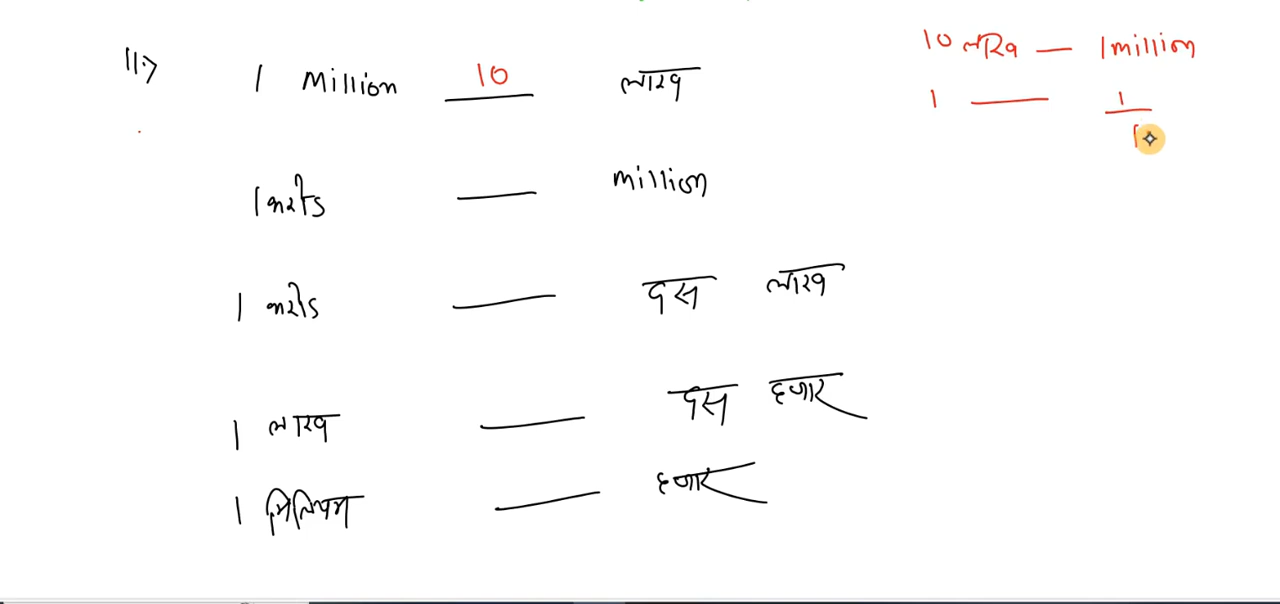 11:→ 1 Million 10 लाख
10 लाख — 1 million
1 — 1/1
1 करोड — million
1 करोड — दस लाख
1 लाख — दस हजार
1 मिलियन — हजार